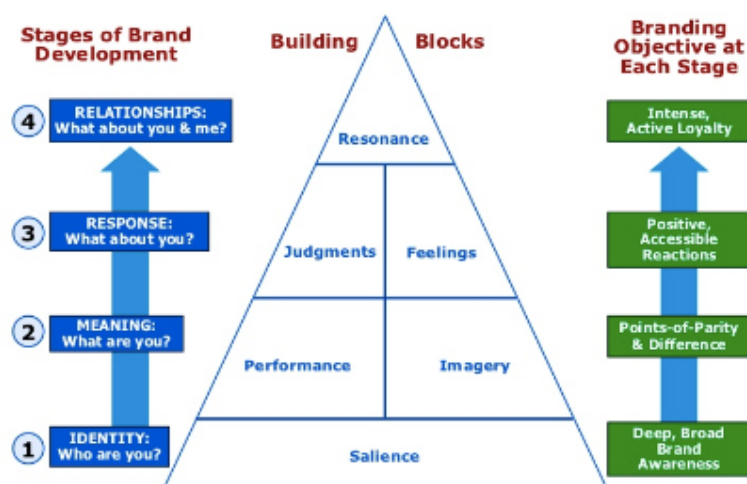 Stages of Brand
Development
Building Blocks
Branding
Objective at
Each Stage
4
RELATIONSHIPS:
What about you & me?
Resonance
Intense,
Active Loyalty
3
RESPONSE:
What about you?
Judgments
Feelings
Positive,
Accessible
Reactions
2
MEANING:
What are you?
Performance
Imagery
Points-of-Parity
& Difference
1
IDENTITY:
Who are you?
Salience
Deep, Broad
Brand
Awareness